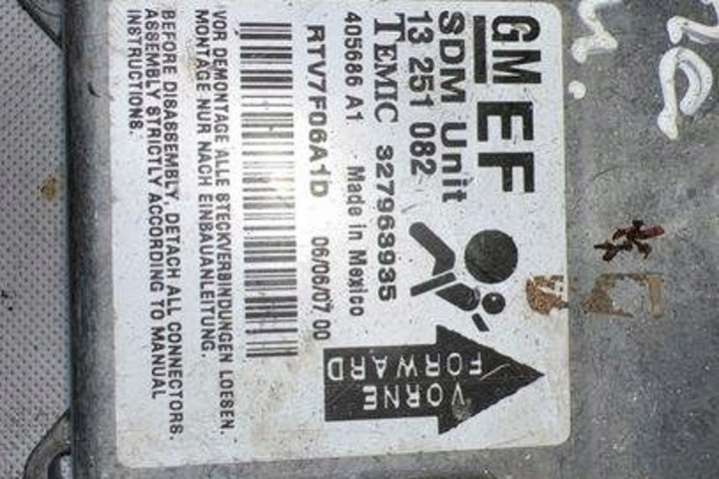 GM EF
SDM Unit
13 251 082
TEMIC 327963935
405686 A1 Made in Mexico
RTV7F06A1D 06/06/07 00
VORNE
FORWARD
VOR DEMONTAGE ALLE STECKVERBINDUNGEN LOESEN.
MONTAGE NUR NACH EINBAUANLEITUNG.
BEFORE DISASSEMBLY, DETACH ALL CONNECTORS.
ASSEMBLY STRICTLY ACCORDING TO MANUAL
INSTRUCTIONS.